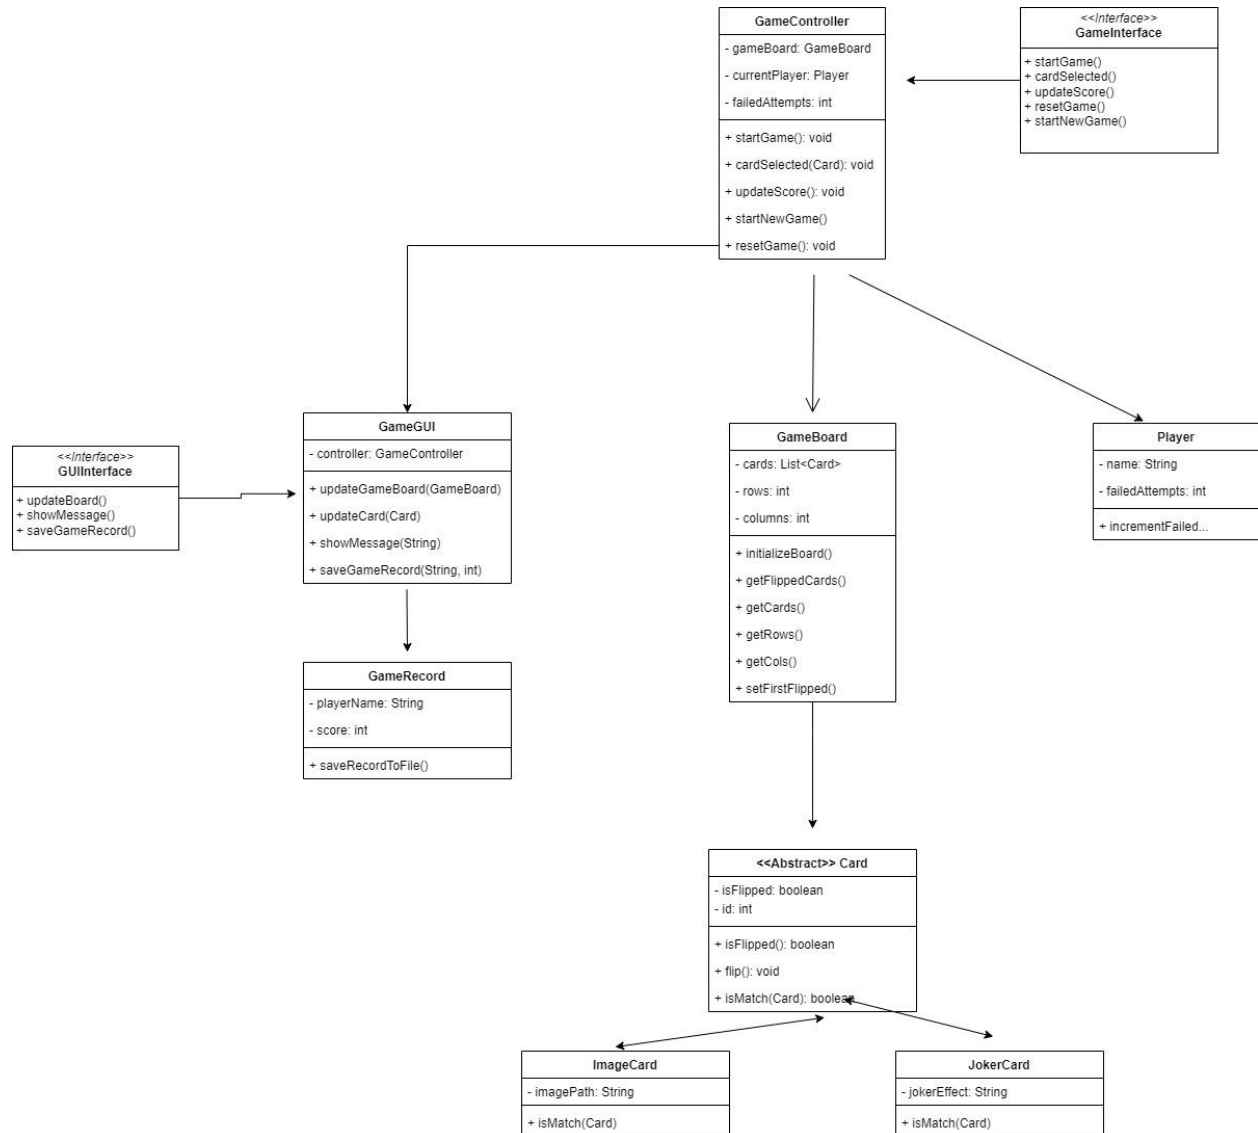 GameController
- gameBoard: GameBoard
- currentPlayer: Player
- failedAttempts: int
+ startGame(): void
+ cardSelected(Card): void
+ updateScore(): void
+ startNewGame()
+ resetGame(): void
<<Interface>>
GameInterface
+ startGame()
+ cardSelected()
+ updateScore()
+ resetGame()
+ startNewGame()
<<Interface>>
GUIInterface
+ updateBoard()
+ showMessage()
+ saveGameRecord()
GameGUI
- controller: GameController
+ updateGameBoard(GameBoard)
+ updateCard(Card)
+ showMessage(String)
+ saveGameRecord(String, int)
GameBoard
- cards: List<Card>
- rows: int
- columns: int
+ initializeBoard()
+ getFlippedCards()
+ getCards()
+ getRows()
+ getCols()
+ setFirstFlipped()
Player
- name: String
- failedAttempts: int
+ incrementFailed...
GameRecord
- playerName: String
- score: int
+ saveRecordToFile()
<<Abstract>> Card
- isFlipped: boolean
- id: int
+ isFlipped(): boolean
+ flip(): void
+ isMatch(Card): boolean
ImageCard
- imagePath: String
+ isMatch(Card)
JokerCard
- jokerEffect: String
+ isMatch(Card)